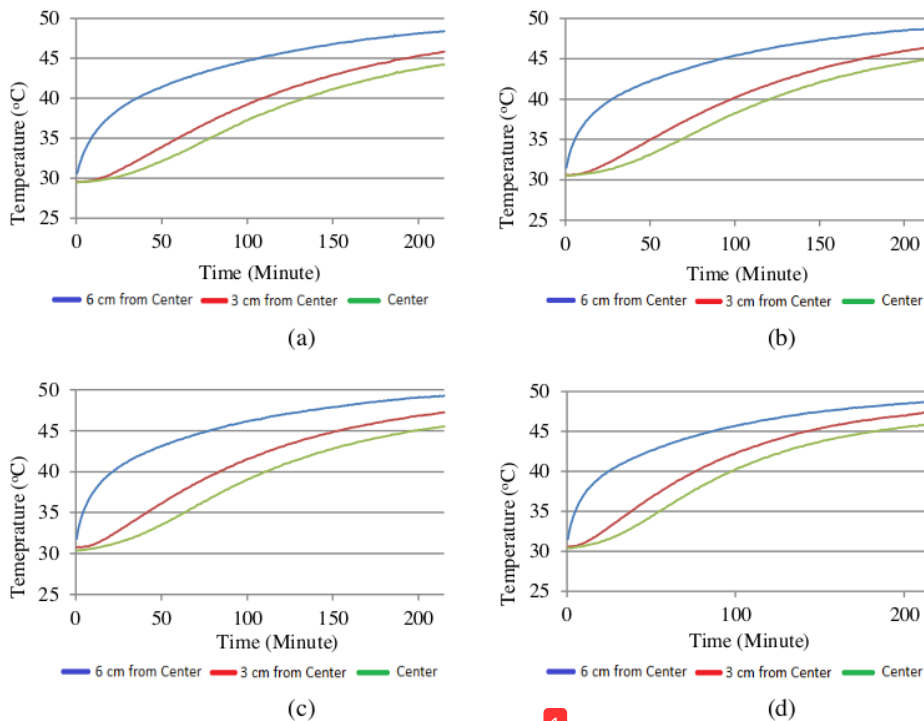 50
45
40
35
30
25
Temperature (°C)
0 50 100 150 200
Time (Minute)
6 cm from Center 3 cm from Center Center
(a)
50
45
40
35
30
25
Temperature (°C)
0 50 100 150 200
Time (Minute)
6 cm from Center 3 cm from Center Center
(b)
50
45
40
35
30
25
Temeprature (°C)
0 50 100 150 200
Time (Minute)
6 cm from Center 3 cm from Center Center
(c)
50
45
40
35
30
25
Temperature (°C)
0 100 200
Time (Minute)
6 cm from Center 3 cm from Center Center
(d)